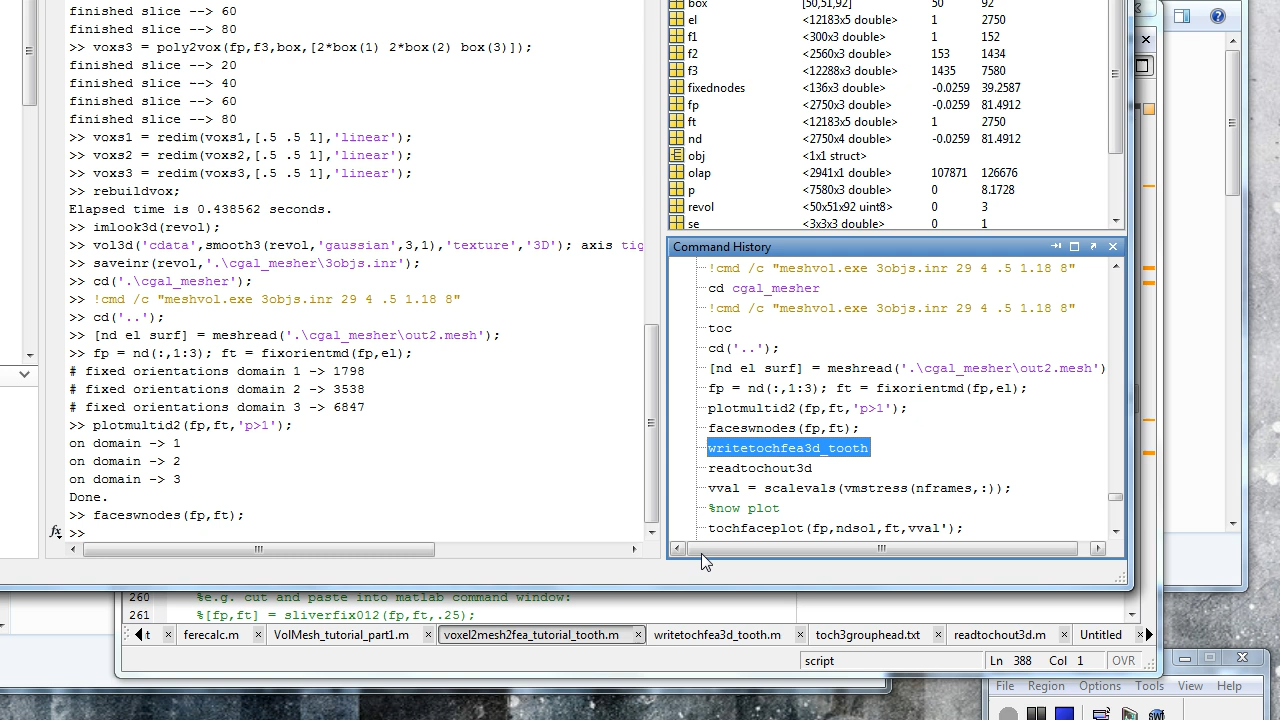 finished slice --> 60
finished slice --> 80
>> voxs3 = poly2vox(fp,f3,box,[2*box(1) 2*box(2) box(3)]);
finished slice --> 20
finished slice --> 40
finished slice --> 60
finished slice --> 80
>> voxs1 = redim(voxs1,[.5 .5 1],'linear');
>> voxs2 = redim(voxs2,[.5 .5 1],'linear');
>> voxs3 = redim(voxs3,[.5 .5 1],'linear');
>> rebuildvox;
Elapsed time is 0.438562 seconds.
>> imlook3d(revol);
>> vol3d('cdata',smooth3(revol,'gaussian',3,1),'texture','3D'); axis tig
>> saveinr(revol,'.\cgal_mesher\3objs.inr');
>> cd('.\cgal_mesher');
>> !cmd /c "meshvol.exe 3objs.inr 29 4 .5 1.18 8"
>> cd('..');
>> [nd el surf] = meshread('.\cgal_mesher\out2.mesh');
>> fp = nd(:,1:3); ft = fixorientmd(fp,el);
# fixed orientations domain 1 -> 1798
# fixed orientations domain 2 -> 3538
# fixed orientations domain 3 -> 6847
>> plotmultid2(fp,ft,'p>1');
on domain -> 1
on domain -> 2
on domain -> 3
Done.
>> faceswnodes(fp,ft);
fx >>
box [50,51,92] 50 92
el <12183x5 double> 1 2750
f1 <300x3 double> 1 152
f2 <2560x3 double> 153 1434
f3 <12288x3 double> 1435 7580
fixednodes <136x3 double> -0.0259 39.2587
fp <2750x3 double> -0.0259 81.4912
ft <12183x5 double> 1 2750
nd <2750x4 double> -0.0259 81.4912
obj <1x1 struct>
olap <2941x1 double> 107871 126676
p <7580x3 double> 0 8.1728
revol <50x51x92 uint8> 0 3
se <3x3x3 double> 0 1
Command History
!cmd /c "meshvol.exe 3objs.inr 29 4 .5 1.18 8"
cd cgal_mesher
!cmd /c "meshvol.exe 3objs.inr 29 4 .5 1.18 8"
toc
cd('..');
[nd el surf] = meshread('.\cgal_mesher\out2.mesh')
fp = nd(:,1:3); ft = fixorientmd(fp,el);
plotmultid2(fp,ft,'p>1');
faceswnodes(fp,ft);
writetochfea3d_tooth
readtochout3d
vval = scalevals(vmstress(nframes,:));
%now plot
tochfaceplot(fp,ndsol,ft,vval');
260 %e.g. cut and paste into matlab command window:
261 %[fp,ft] = sliverfix012(fp,ft,.25);
t ferecalc.m VolMesh_tutorial_part1.m voxel2mesh2fea_tutorial_tooth.m writetochfea3d_tooth.m toch3grouphead.txt readtochout3d.m Untitled
script Ln 388 Col 1 OVR
File Region Options Tools View Help